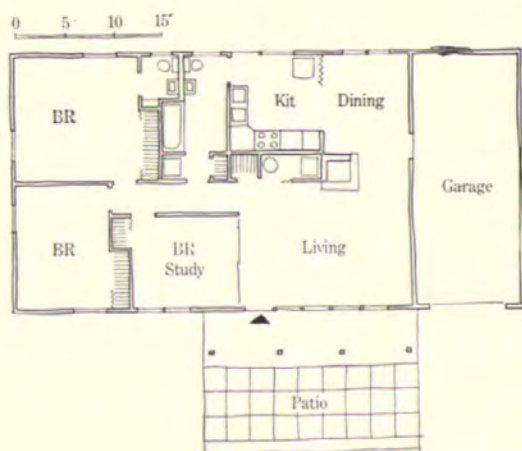 0 5 10 15'
BR
Kit
Dining
Garage
BR
BR
Study
Living
Patio